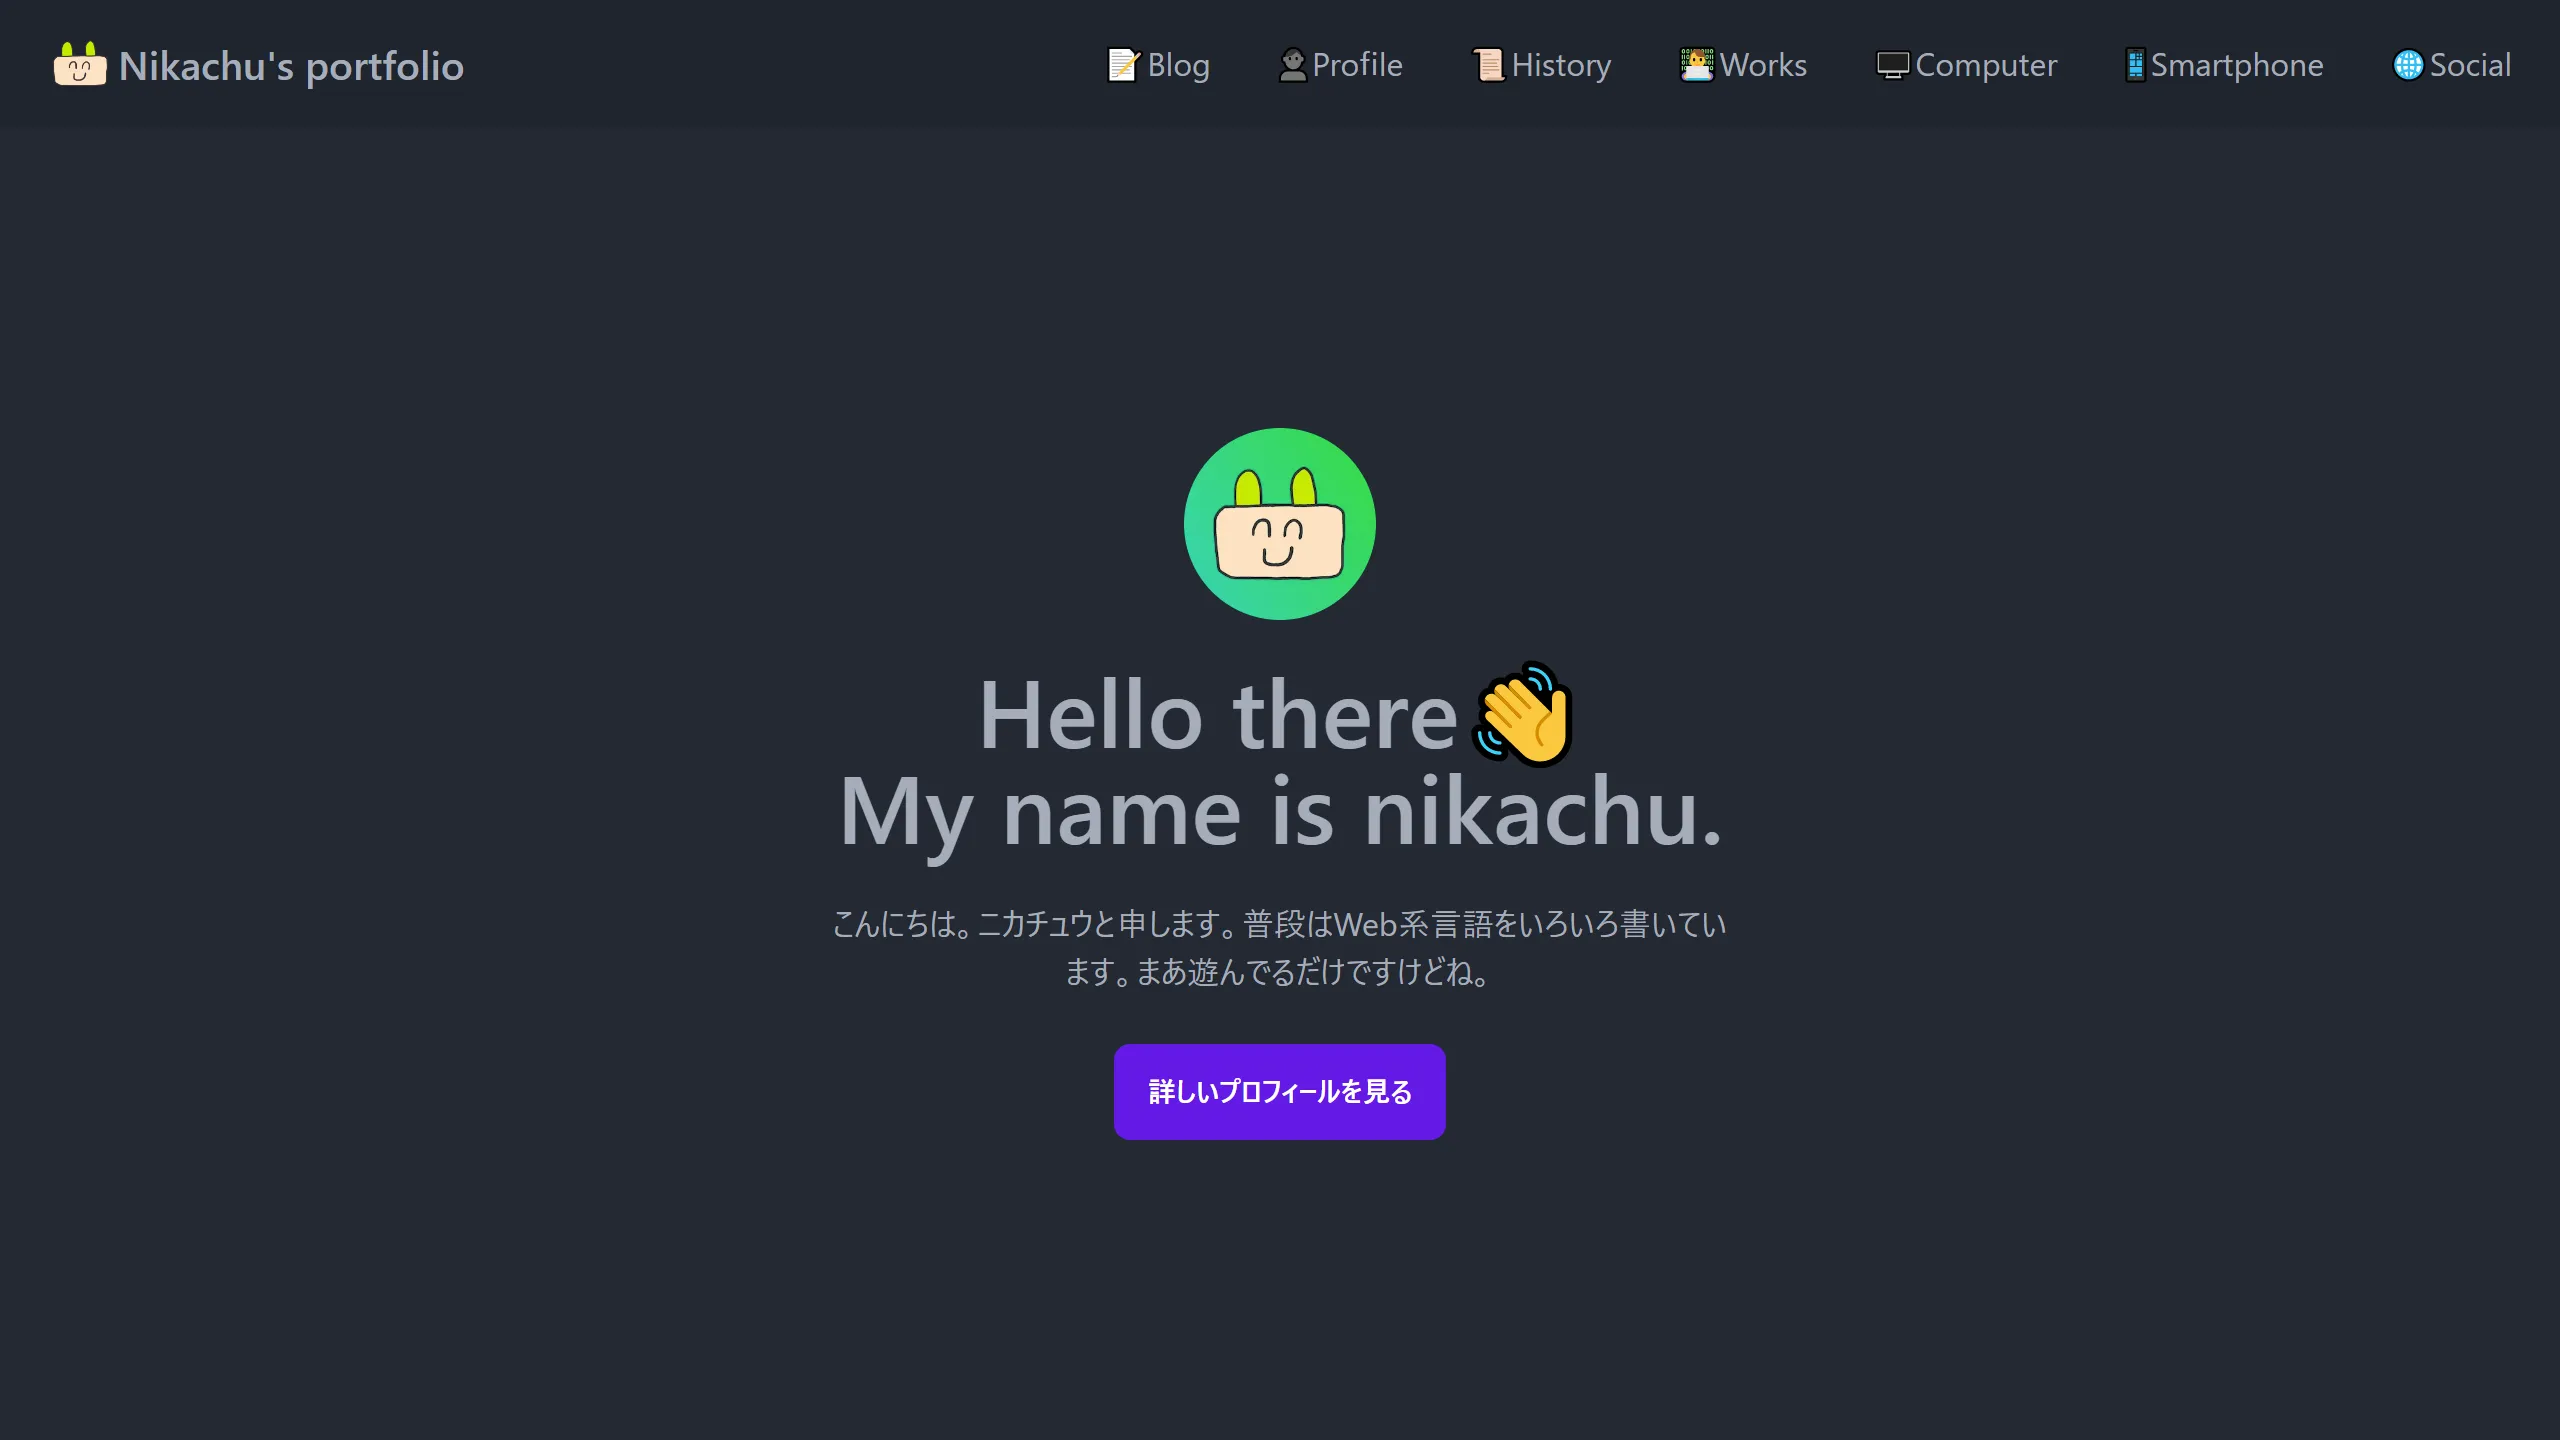 Nikachu's portfolio
📝Blog
👤Profile
📜History
👨‍💻Works
🖥️Computer
📱Smartphone
🌐Social
Hello there👋
My name is nikachu.
こんにちは。ニカチュウと申します。普段はWeb系言語をいろいろ書いてい
ます。まあ遊んでるだけですけどね。
詳しいプロフィールを見る